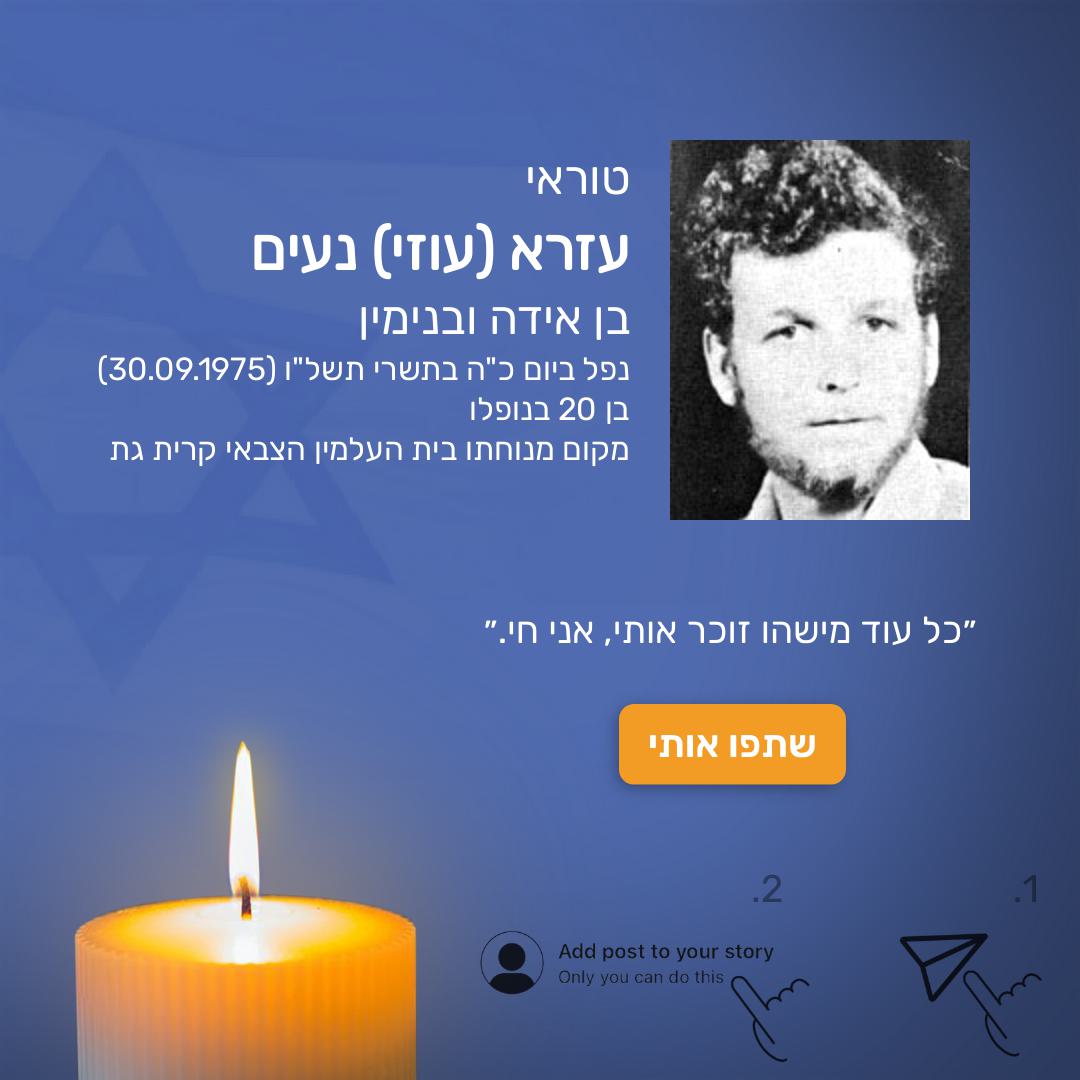 טוראי
עזרא (עוזי) נעים
בן אידה ובנימין
נפל ביום כ"ה בתשרי תשל"ו (30.09.1975)
בן 20 בנופלו
מקום מנוחתו בית העלמין הצבאי קרית גת
״כל עוד מישהו זוכר אותי, אני חי.״
שתפו אותי
.1
.2
Add post to your story
Only you can do this